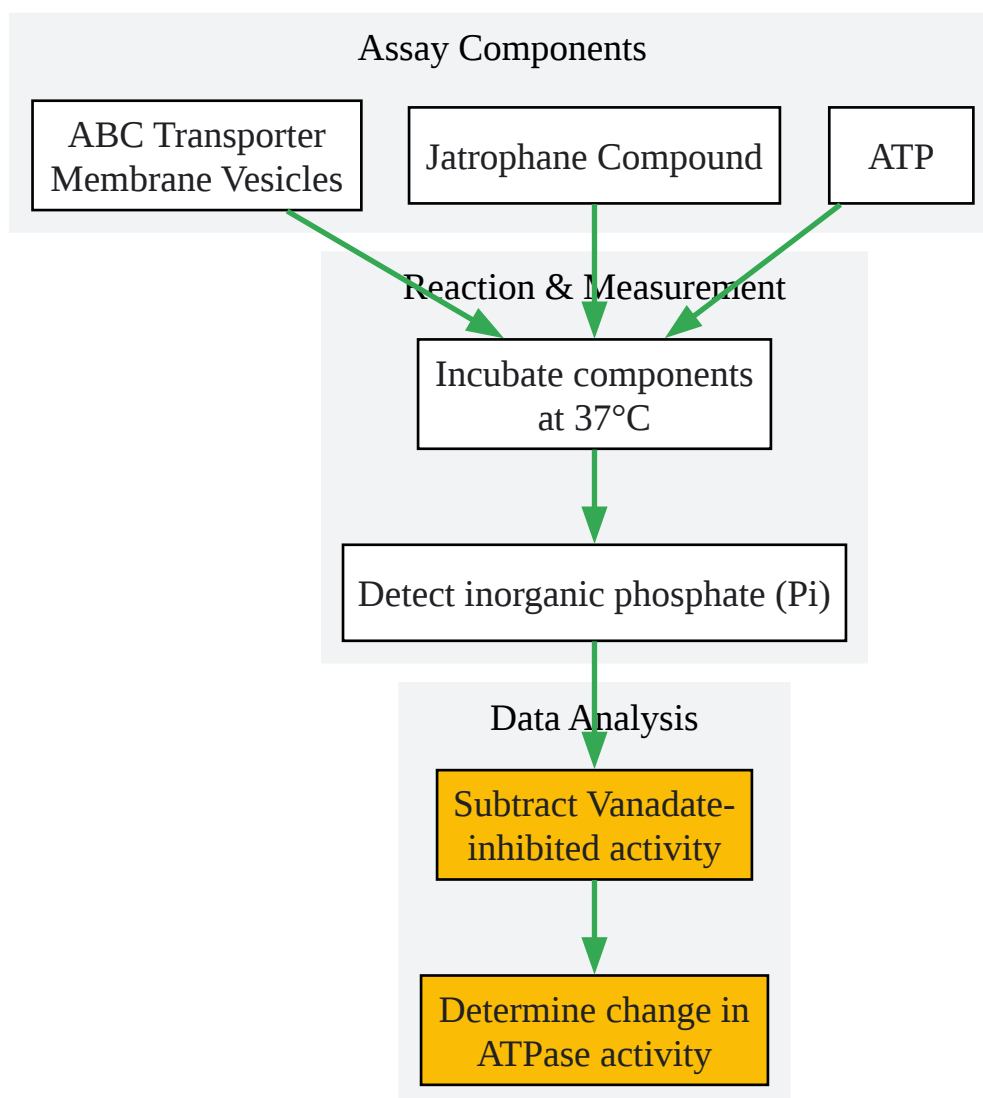 Assay Components
ABC Transporter
Membrane Vesicles
Jatrophane Compound
ATP
Reaction & Measurement
Incubate components
at 37°C
Detect inorganic phosphate (Pi)
Data Analysis
Subtract Vanadate-
inhibited activity
Determine change in
ATPase activity